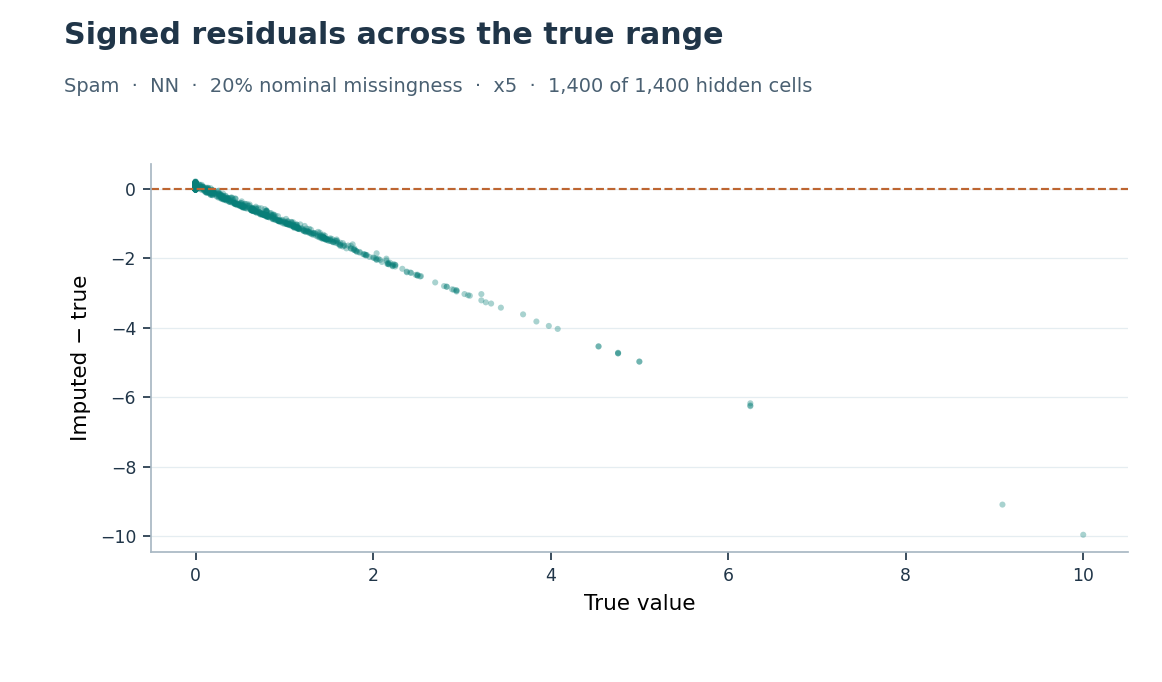 Signed residuals across the true range
Spam · NN · 20% nominal missingness · x5 · 1,400 of 1,400 hidden cells
Imputed − true
0
−2
−4
−6
−8
−10
0 2 4 6 8 10
True value